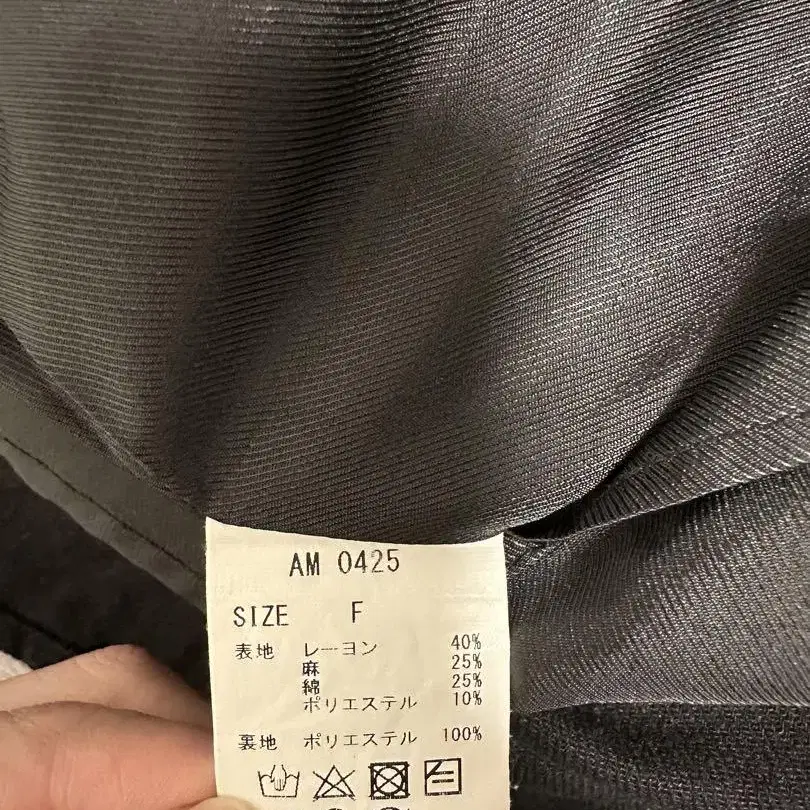 AM 0425
SIZE F
表地 レーヨン 40%
麻 25%
綿 25%
ポリエステル 10%
裏地 ポリエステル 100%